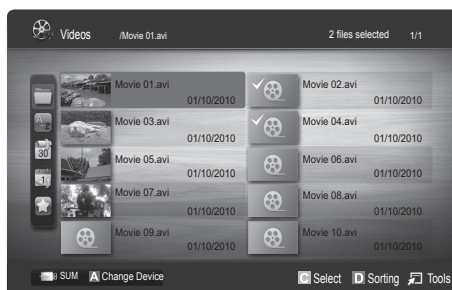 Videos /Movie 01.avi 2 files selected 1/1
Movie 01.avi Movie 02.avi
01/10/2010 01/10/2010
Movie 03.avi Movie 04.avi
01/10/2010 01/10/2010
Movie 05.avi Movie 06.avi
01/10/2010 01/10/2010
Movie 07.avi Movie 08.avi
01/10/2010 01/10/2010
Movie 09.avi Movie 10.avi
01/10/2010 01/10/2010
SUM A Change Device C Select D Sorting Tools